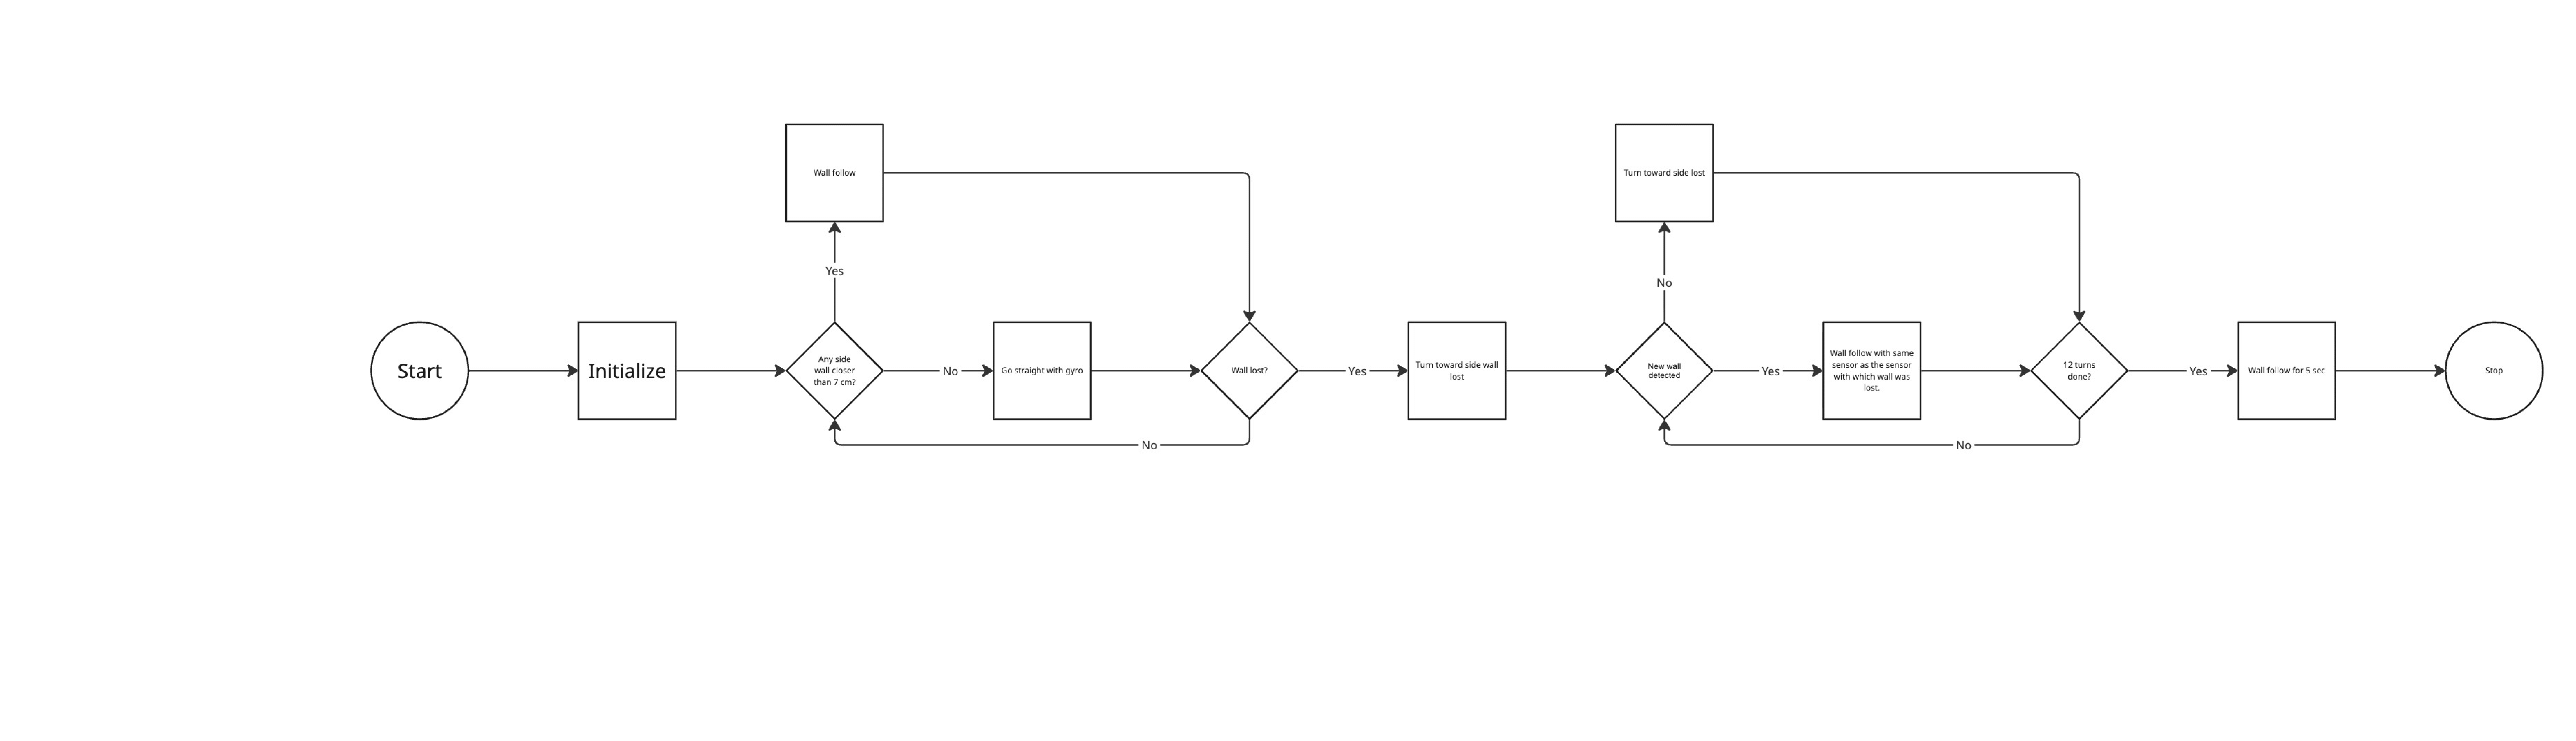 Start
Initialize
Any side
wall closer
than 7 cm?
Yes
Wall follow
No
Go straight with gyro
Wall lost?
No
Yes
Turn toward side wall
lost
New wall
detected
No
Turn toward side lost
Yes
Wall follow with same
sensor as the sensor
with which wall was
lost.
12 turns
done?
No
Yes
Wall follow for 5 sec
Stop